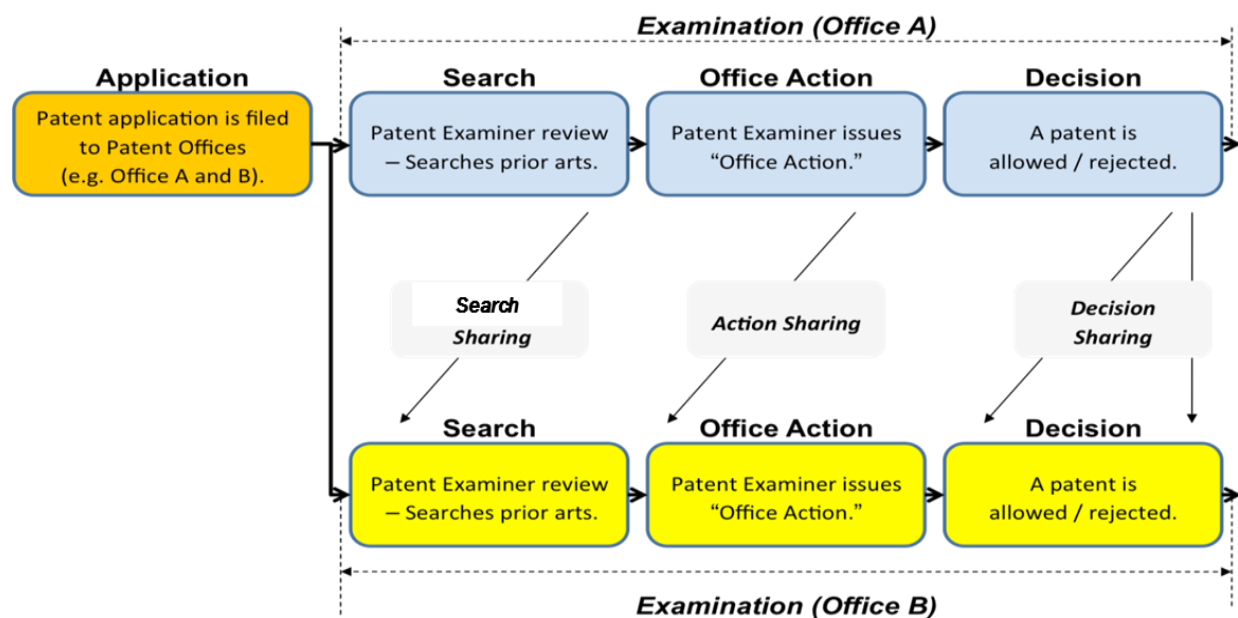 Examination (Office A)
Application
Patent application is filed
to Patent Offices
(e.g. Office A and B).
Search
Patent Examiner review
– Searches prior arts.
Office Action
Patent Examiner issues
“Office Action.”
Decision
A patent is
allowed / rejected.
Search
Sharing
Action Sharing
Decision
Sharing
Search
Patent Examiner review
– Searches prior arts.
Office Action
Patent Examiner issues
“Office Action.”
Decision
A patent is
allowed / rejected.
Examination (Office B)